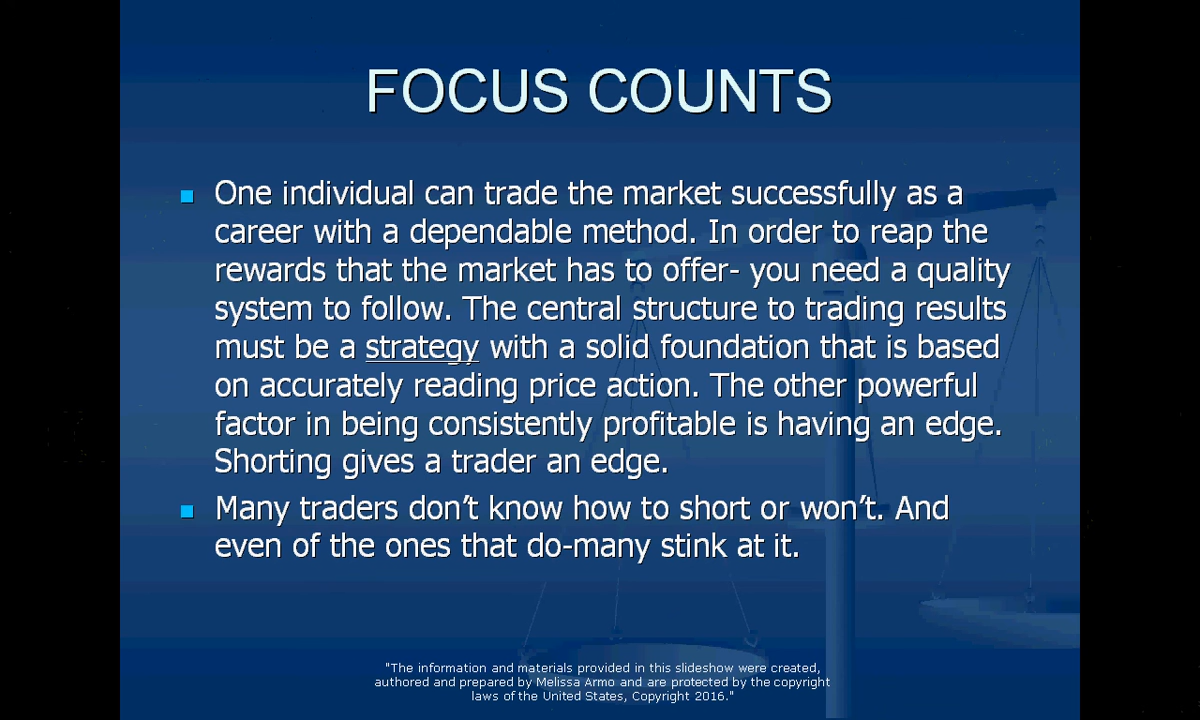 FOCUS COUNTS
One individual can trade the market successfully as a
career with a dependable method. In order to reap the
rewards that the market has to offer- you need a quality
system to follow. The central structure to trading results
must be a strategy with a solid foundation that is based
on accurately reading price action. The other powerful
factor in being consistently profitable is having an edge.
Shorting gives a trader an edge.
Many traders don’t know how to short or won’t. And
even of the ones that do-many stink at it.
"The information and materials provided in this slideshow were created,
authored and prepared by Melissa Armo and are protected by the copyright
laws of the United States, Copyright 2016."